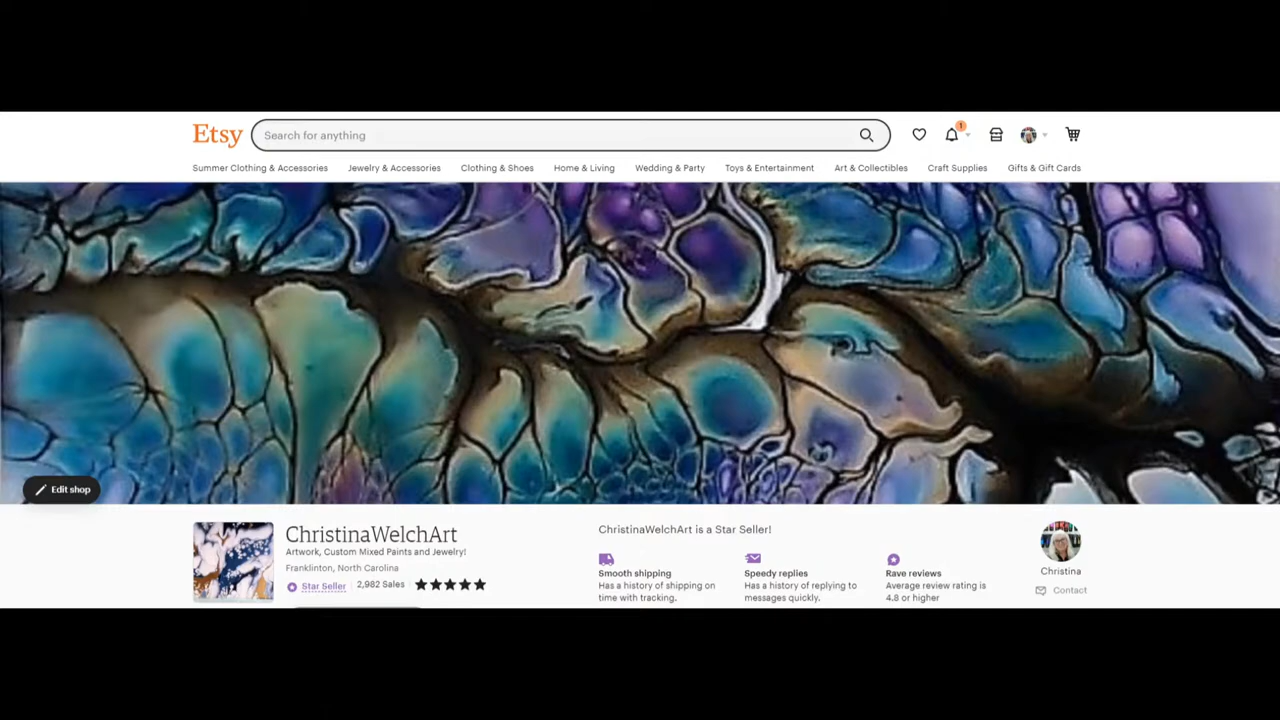 Etsy
Search for anything
1
Summer Clothing & Accessories
Jewelry & Accessories
Clothing & Shoes
Home & Living
Wedding & Party
Toys & Entertainment
Art & Collectibles
Craft Supplies
Gifts & Gift Cards
Edit shop
ChristinaWelchArt
Artwork, Custom Mixed Paints and Jewelry!
Franklinton, North Carolina
Star Seller
2,982 Sales
ChristinaWelchArt is a Star Seller!
Smooth shipping
Has a history of shipping on
time with tracking.
Speedy replies
Has a history of replying to
messages quickly.
Rave reviews
Average review rating is
4.8 or higher
Christina
Contact